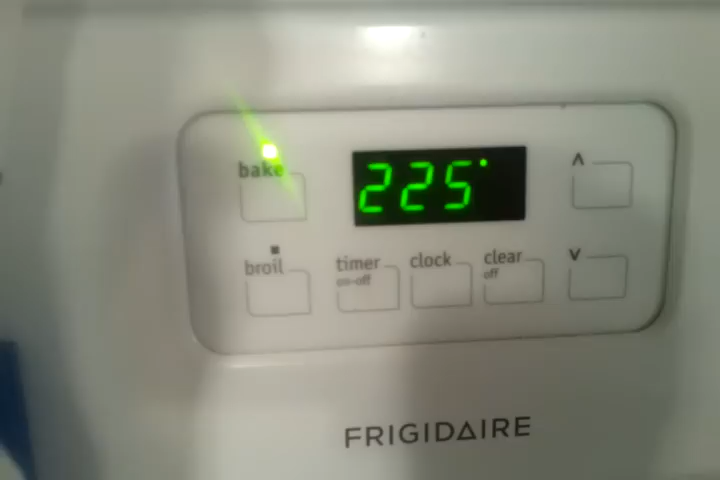 bake
225°
^
broil
timer
on-off
clock
clear
off
v
FRIGIDAIRE